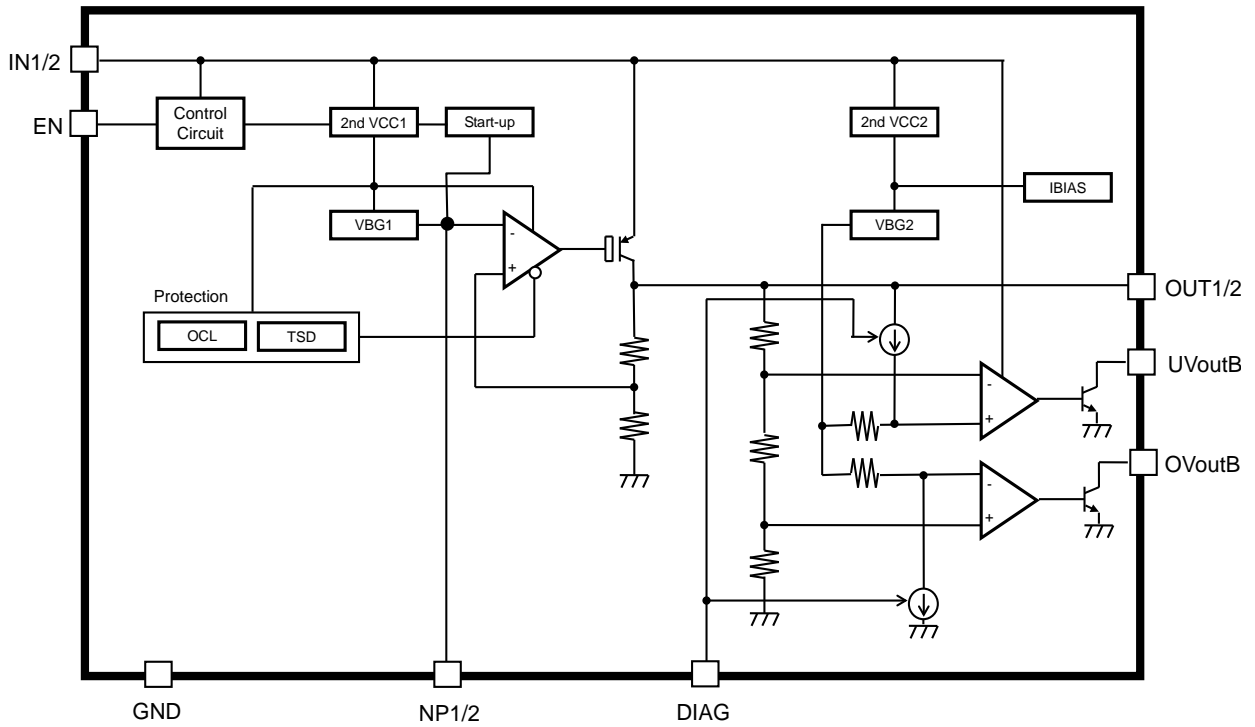 IN1/2
EN
Control
Circuit
2nd VCC1
Start-up
2nd VCC2
IBIAS
VBG1
VBG2
-
+
Protection
OCL
TSD
OUT1/2
UVoutB
-
+
OVoutB
-
+
GND
NP1/2
DIAG